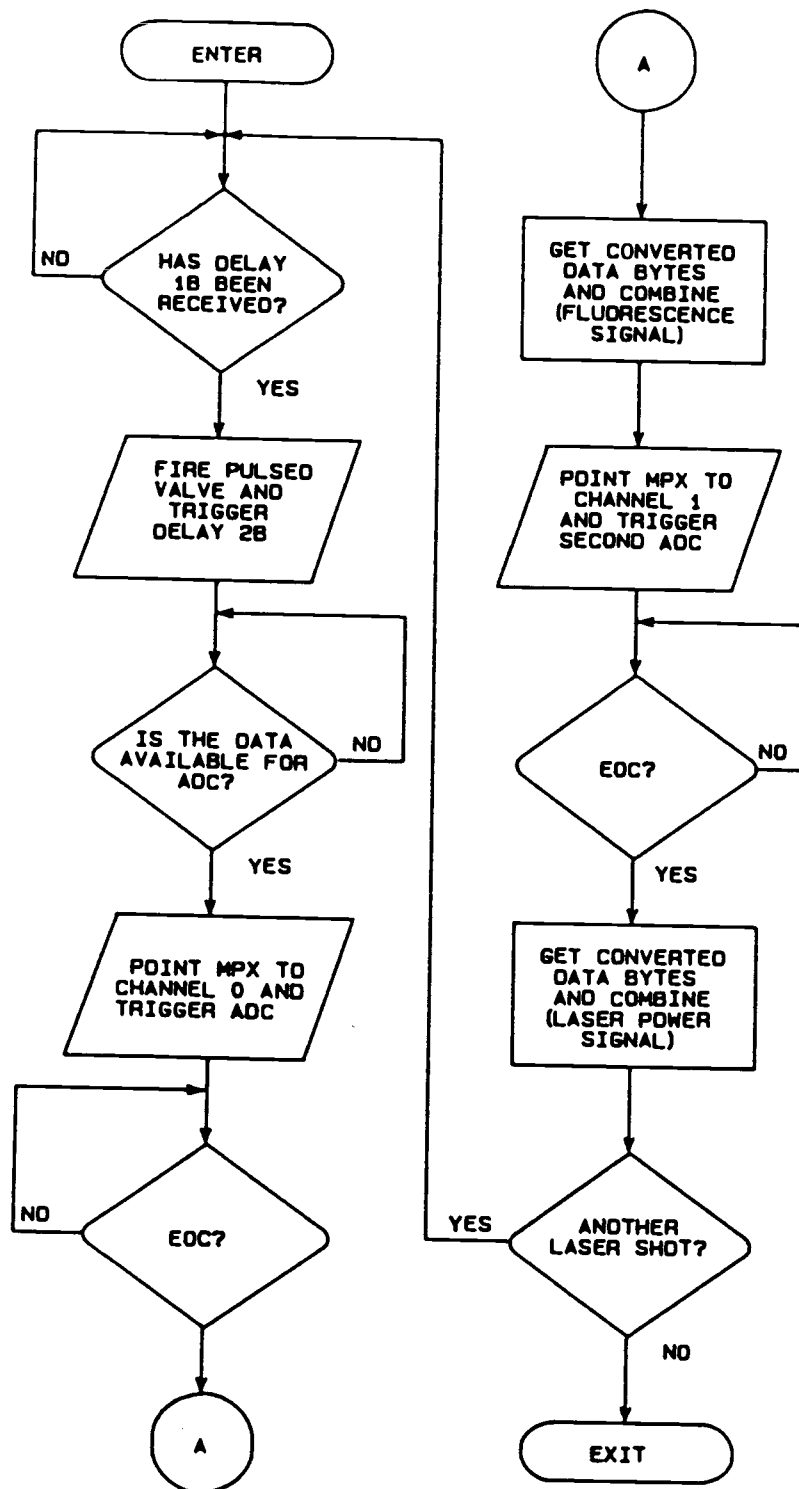 ENTER
NO
HAS DELAY
1B BEEN
RECEIVED?
YES
FIRE PULSED
VALVE AND
TRIGGER
DELAY 2B
IS THE DATA
AVAILABLE FOR
ADC?
NO
YES
POINT MPX TO
CHANNEL 0 AND
TRIGGER ADC
NO
EOC?
A
A
GET CONVERTED
DATA BYTES
AND COMBINE
(FLUORESCENCE
SIGNAL)
POINT MPX TO
CHANNEL 1
AND TRIGGER
SECOND ADC
EOC?
NO
YES
GET CONVERTED
DATA BYTES
AND COMBINE
(LASER POWER
SIGNAL)
YES
ANOTHER
LASER SHOT?
NO
EXIT